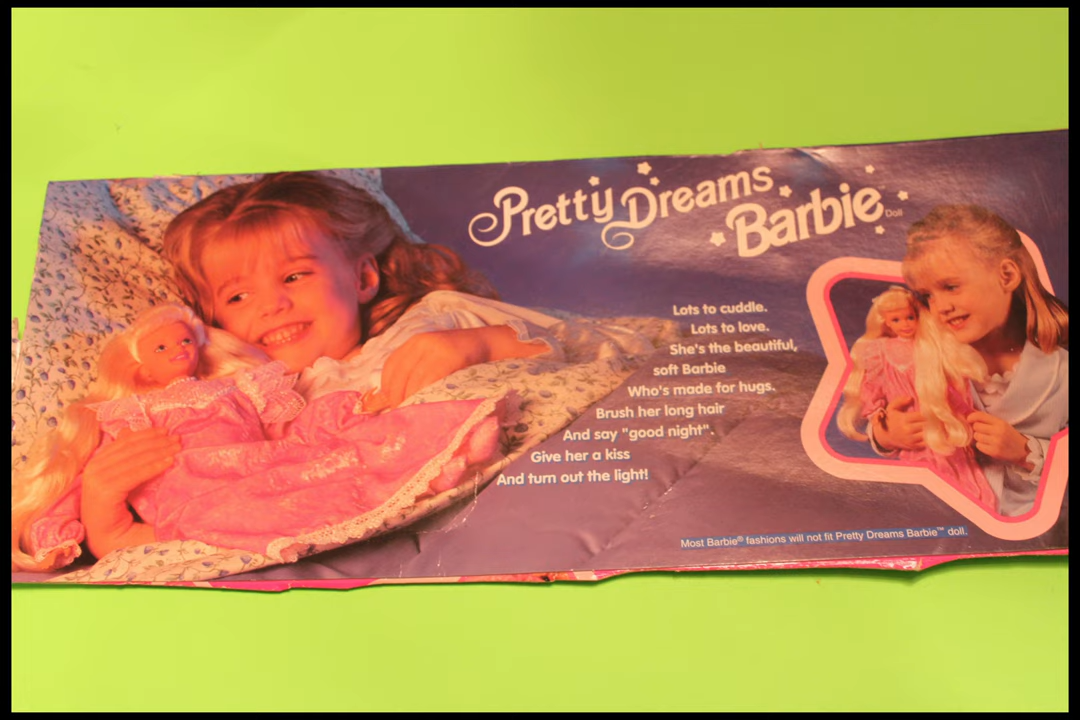 Pretty Dreams
Barbie Doll
Lots to cuddle.
Lots to love.
She's the beautiful,
soft Barbie
Who's made for hugs.
Brush her long hair
And say "good night".
Give her a kiss
And turn out the light!
Most Barbie® fashions will not fit Pretty Dreams Barbie™ doll.